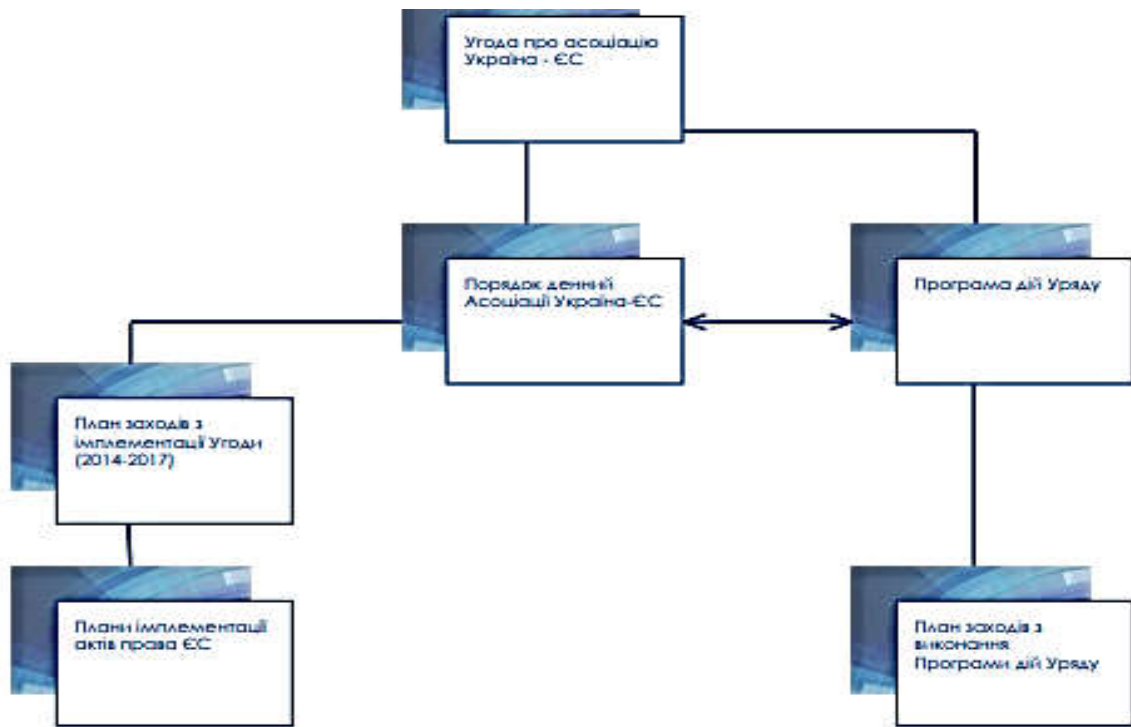 Угода про асоціацію
Україна - ЄС
Порядок денний
Асоціації Україна-ЄС
Програма дій Уряду
План заходів з
імплементації Угоди
(2014-2017)
Плани імплементації
актів права ЄС
План заходів з
виконання
Програми дій Уряду